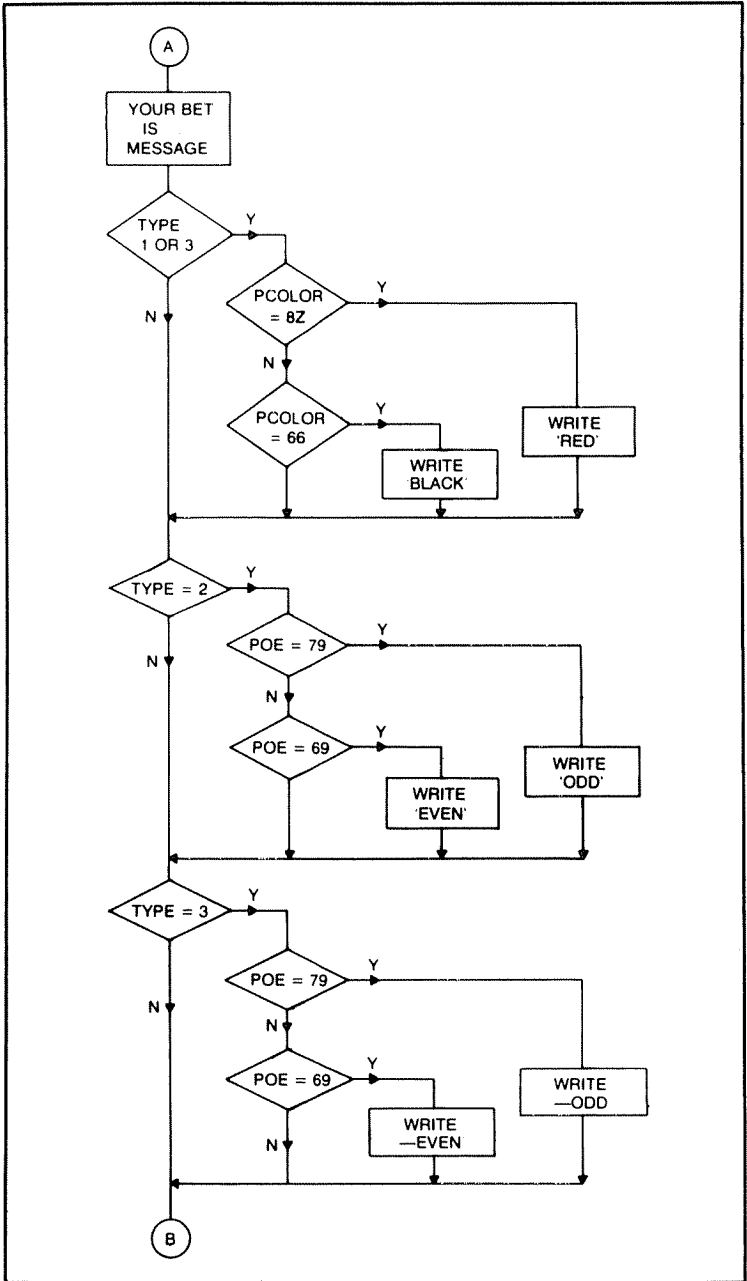 A
YOUR BET
IS
MESSAGE
TYPE
1 OR 3
Y
N
PCOLOR
= 8Z
Y
N
PCOLOR
= 66
Y
WRITE
'RED'
WRITE
'BLACK'
TYPE = 2
Y
N
POE = 79
Y
N
POE = 69
Y
WRITE
'ODD'
WRITE
'EVEN'
TYPE = 3
Y
N
POE = 79
Y
N
POE = 69
Y
N
WRITE
—ODD
WRITE
—EVEN
B